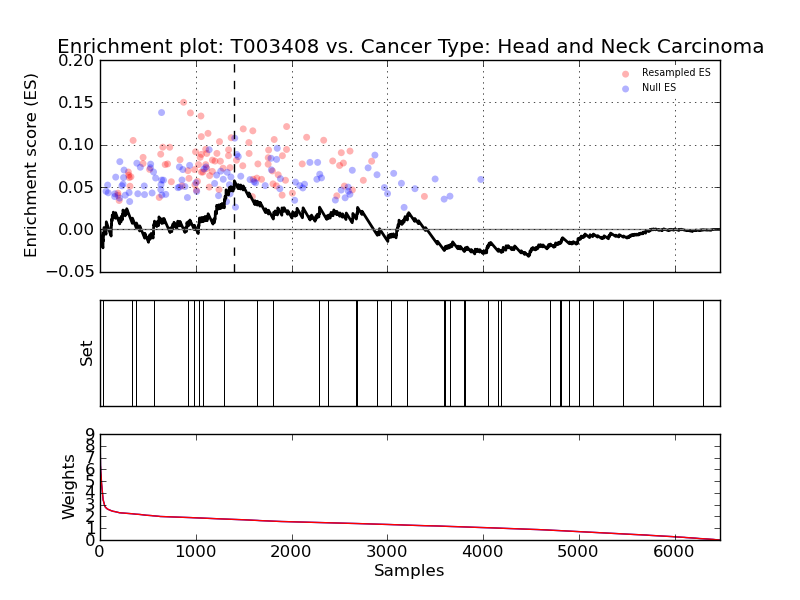 Enrichment plot: T003408 vs. Cancer Type: Head and Neck Carcinoma
0.20
Resampled ES
Null ES
0.15
0.10
0.05
0.00
−0.05
Enrichment score (ES)
Set
9
8
7
6
5
4
3
2
1
0
Weights
0 1000 2000 3000 4000 5000 6000
Samples